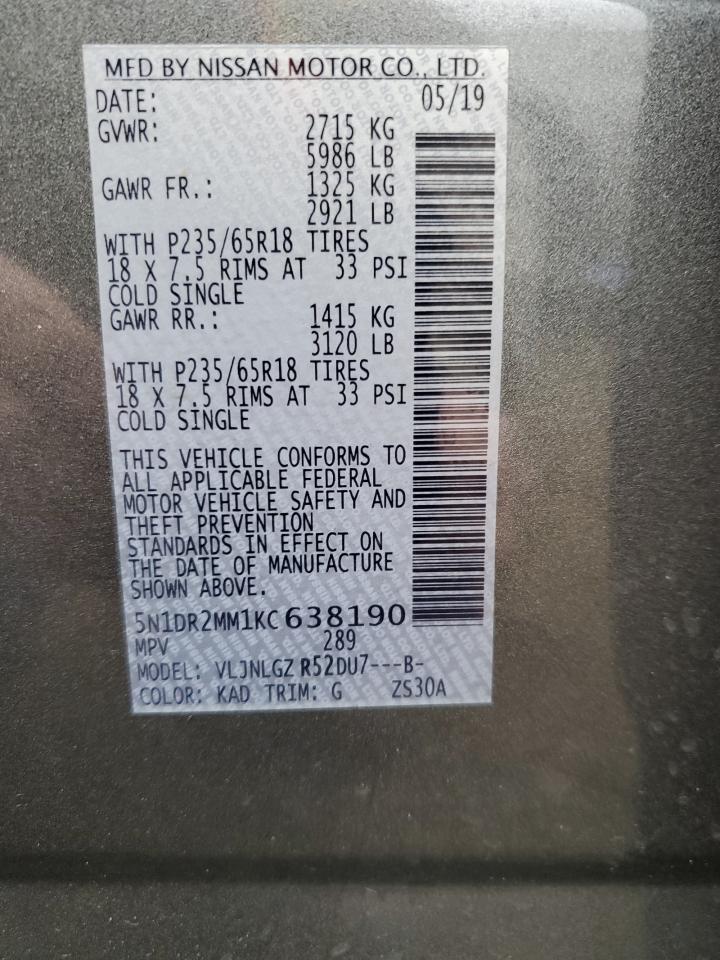 MFD BY NISSAN MOTOR CO., LTD.
DATE: 05/19
GVWR: 2715 KG
5986 LB
GAWR FR.: 1325 KG
2921 LB
WITH P235/65R18 TIRES
18 X 7.5 RIMS AT 33 PSI
COLD SINGLE
GAWR RR.: 1415 KG
3120 LB
WITH P235/65R18 TIRES
18 X 7.5 RIMS AT 33 PSI
COLD SINGLE
THIS VEHICLE CONFORMS TO
ALL APPLICABLE FEDERAL
MOTOR VEHICLE SAFETY AND
THEFT PREVENTION
STANDARDS IN EFFECT ON
THE DATE OF MANUFACTURE
SHOWN ABOVE.
5N1DR2MM1KC638190
MPV 289
MODEL: VLJNLGZ R52DU7---B-
COLOR: KAD TRIM: G ZS30A